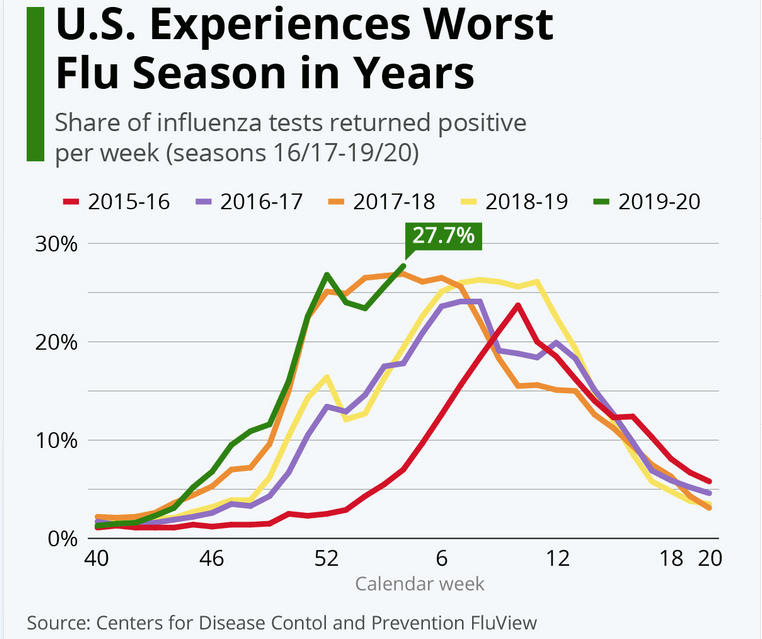 U.S. Experiences Worst
Flu Season in Years
Share of influenza tests returned positive
per week (seasons 16/17-19/20)
2015-16 2016-17 2017-18 2018-19 2019-20
27.7%
30%
20%
10%
0%
40 46 52 6 12 18 20
Calendar week
Source: Centers for Disease Contol and Prevention FluView